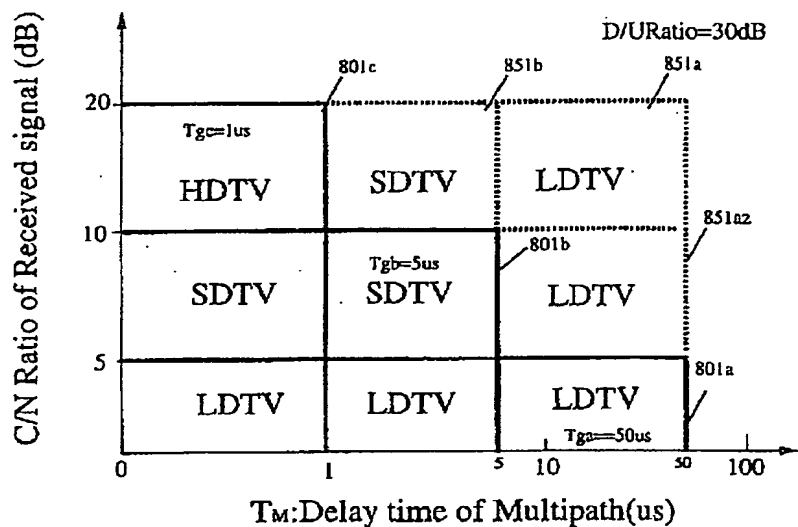 D/URatio=30dB
C/N Ratio of Received signal (dB)
801c
851b
851a
20
Tgc=1us
HDTV
SDTV
LDTV
851az
10
801b
Tgb=5us
SDTV
SDTV
LDTV
5
801a
LDTV
LDTV
LDTV
Tga=50us
0
1
5
10
50
100
TM:Delay time of Multipath(us)